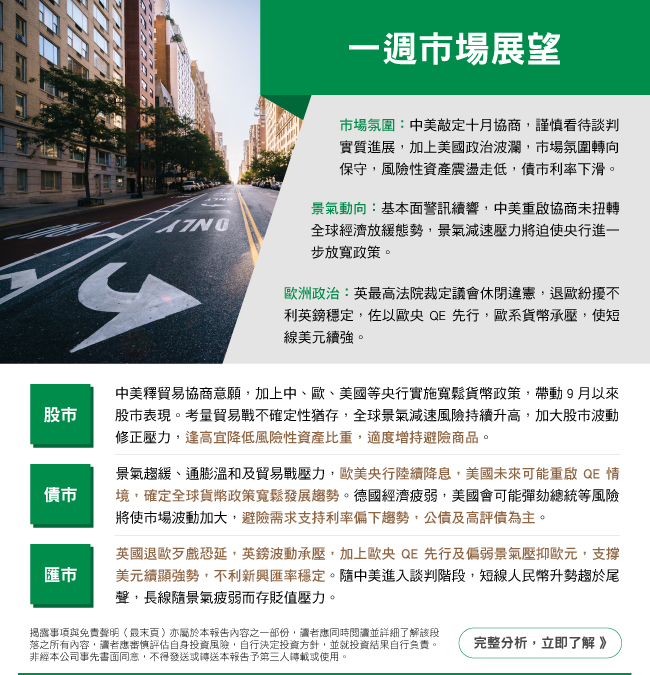 一週市場展望
市場氛圍：中美敲定十月協商，謹慎看待談判
實質進展，加上美國政治波瀾，市場氛圍轉向
保守，風險性資產震盪走低，債市利率下滑。
景氣動向：基本面警訊續響，中美重啟協商未扭轉
全球經濟放緩態勢，景氣減速壓力將迫使央行進一
步放寬政策。
歐洲政治：英最高法院裁定議會休閉違憲，退歐紛擾不
利英鎊穩定，佐以歐央 QE 先行，歐系貨幣承壓，使短
線美元續強。
ONLY
股市
中美釋貿易協商意願，加上中、歐、美國等央行實施寬鬆貨幣政策，帶動 9 月以來
股市表現。考量貿易戰不確定性猶存，全球景氣減速風險持續升高，加大股市波動
修正壓力，逢高宜降低風險性資產比重，適度增持避險商品。
債市
景氣趨緩、通膨溫和及貿易戰壓力，歐美央行陸續降息，美國未來可能重啟 QE 情
境，確定全球貨幣政策寬鬆發展趨勢。德國經濟疲弱，美國會可能彈劾總統等風險
將使市場波動加大，避險需求支持利率偏下趨勢，公債及高評債為主。
匯市
英國退歐歹戲恐延，英鎊波動承壓，加上歐央 QE 先行及偏弱景氣壓抑歐元，支撐
美元續顯強勢，不利新興匯率穩定。隨中美進入談判階段，短線人民幣升勢趨於尾
聲，長線隨景氣疲弱而存貶值壓力。
揭露事項與免責聲明（最末頁）亦屬於本報告內容之一部份，讀者應同時閱讀並詳細了解該段
落之所有內容，讀者應審慎評估自身投資風險，自行決定投資方針，並就投資結果自行負責。
非經本公司事先書面同意，不得發送或轉送本報告予第三人轉載或使用。
完整分析，立即了解 》